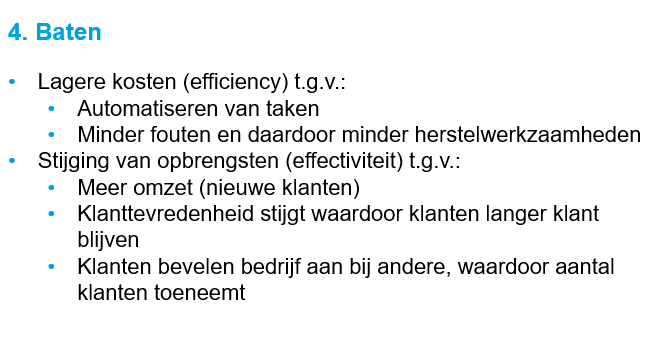 4. Baten
• Lagere kosten (efficiency) t.g.v.:
• Automatiseren van taken
• Minder fouten en daardoor minder herstelwerkzaamheden
• Stijging van opbrengsten (effectiviteit) t.g.v.:
• Meer omzet (nieuwe klanten)
• Klanttevredenheid stijgt waardoor klanten langer klant
blijven
• Klanten bevelen bedrijf aan bij andere, waardoor aantal
klanten toeneemt